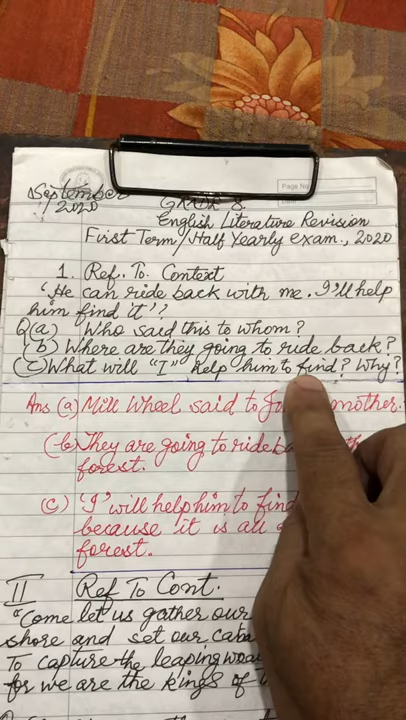 September
2020
GRADE 8.
Page No
English Literature Revision
First Term/Half Yearly exam., 2020
1. Ref. To. Context
'He can ride back with me. I'll help
him find it'?
Q(a) Who said this to whom?
(b) Where are they going to ride back?
(c) What will "I" help him to find? Why?
Ans (a) Mill Wheel said to mother.
(b) They are going to ride
forest.
(c) 'I' will help him to find
because it is all
forest.
II Ref To Cont.
"Come let us gather our
shore and set our
To capture the leaping
for we are the kings of